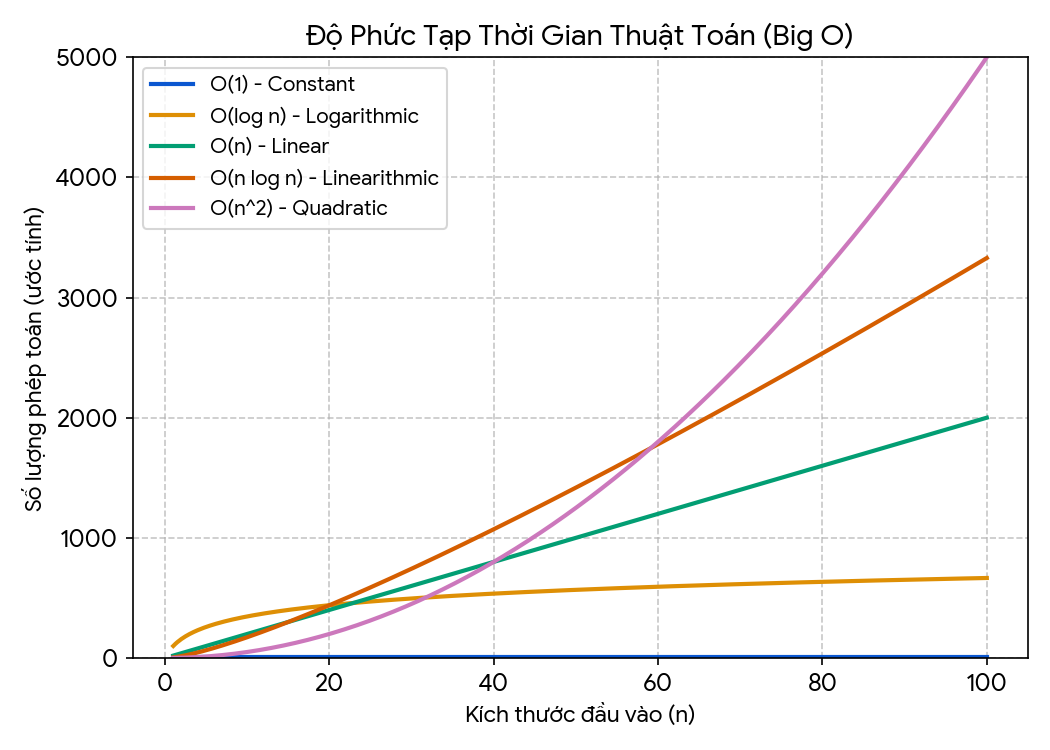 Độ Phức Tạp Thời Gian Thuật Toán (Big O)
5000
4000
3000
2000
1000
0
Số lượng phép toán (ước tính)
O(1) - Constant
O(log n) - Logarithmic
O(n) - Linear
O(n log n) - Linearithmic
O(n^2) - Quadratic
0 20 40 60 80 100
Kích thước đầu vào (n)